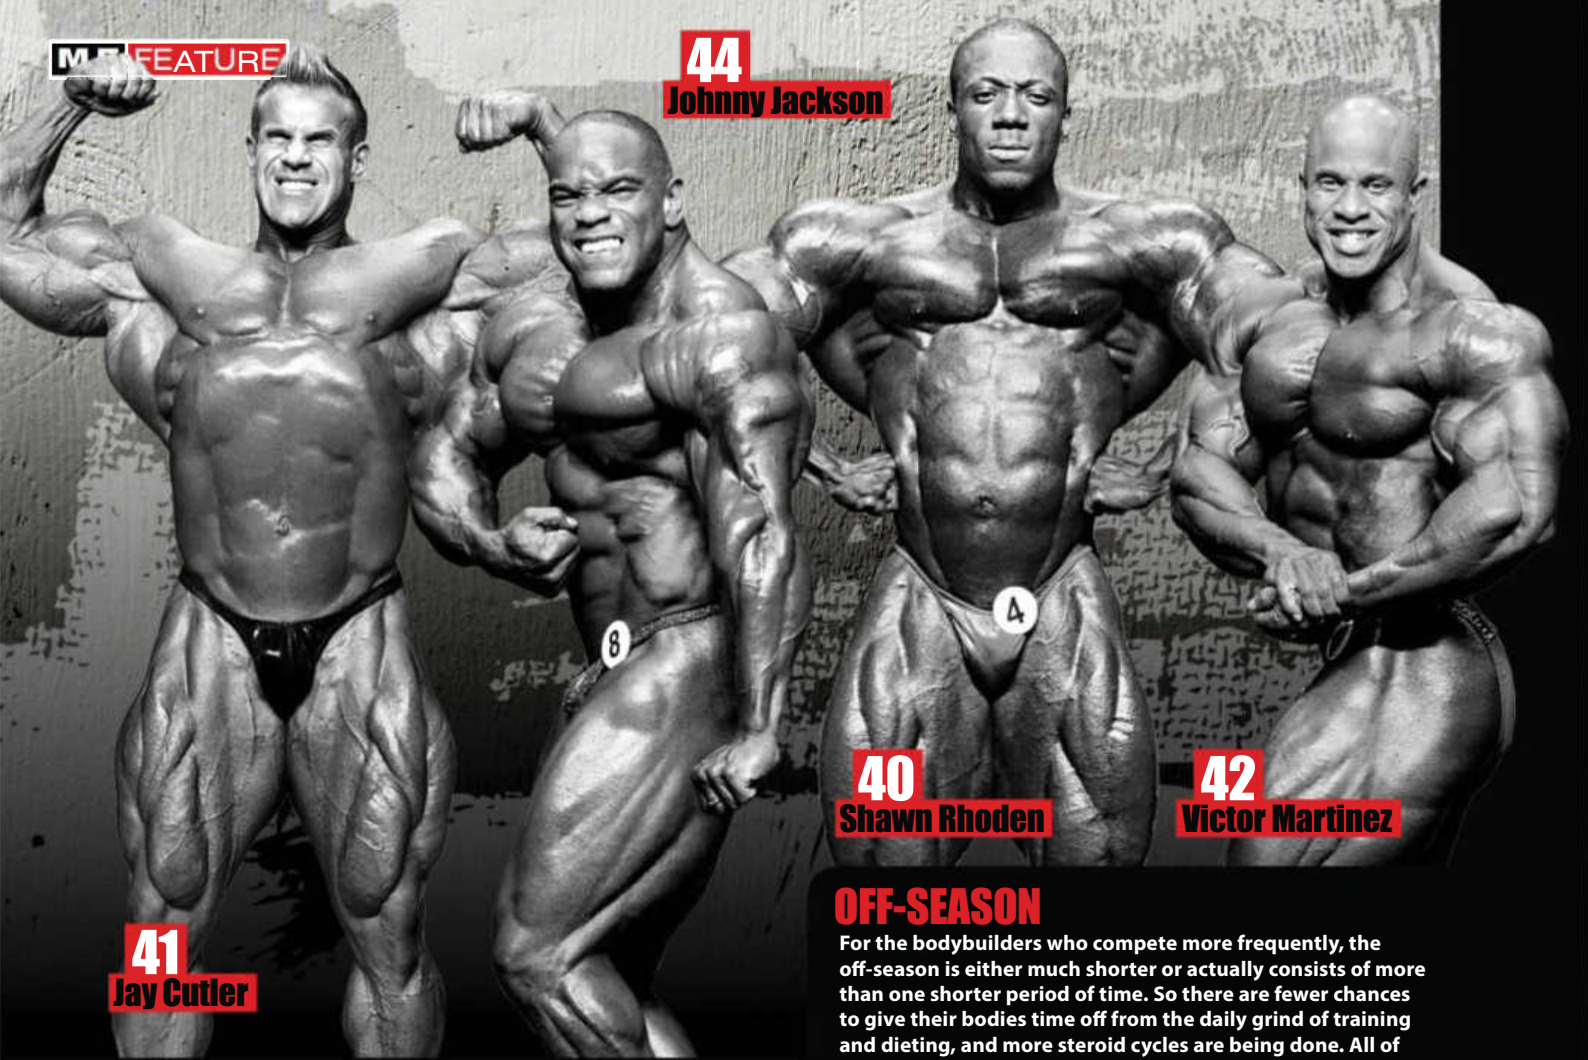 FEATURE
44
Johnny Jackson
8
4
40
Shawn Rhoden
42
Victor Martinez
41
Jay Cutler
OFF-SEASON
For the bodybuilders who compete more frequently, the
off-season is either much shorter or actually consists of more
than one shorter period of time. So there are fewer chances
to give their bodies time off from the daily grind of training
and dieting, and more steroid cycles are being done. All of